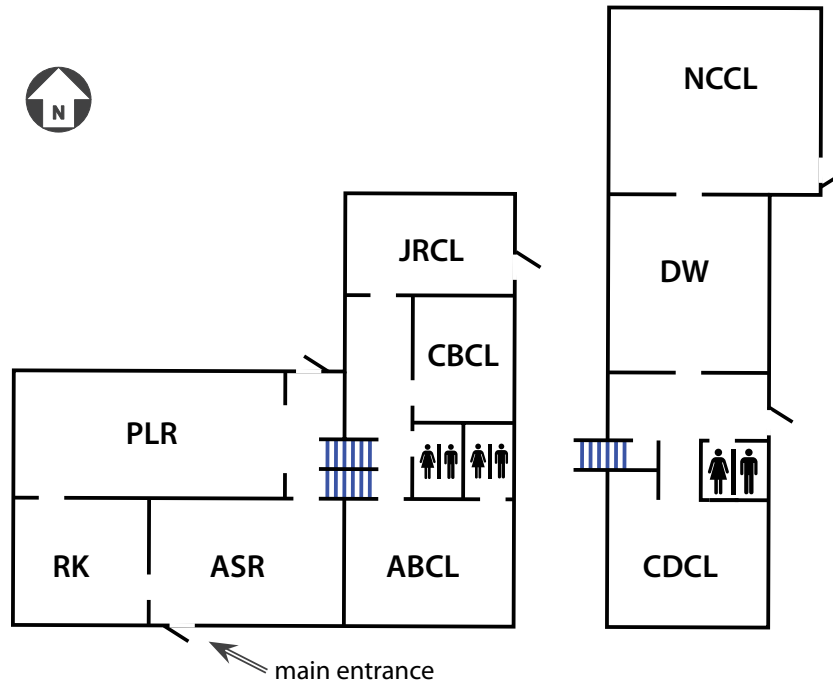 NCCL
N
JRCL
DW
CBCL
PLR
RK
ASR
ABCL
CDCL
main entrance